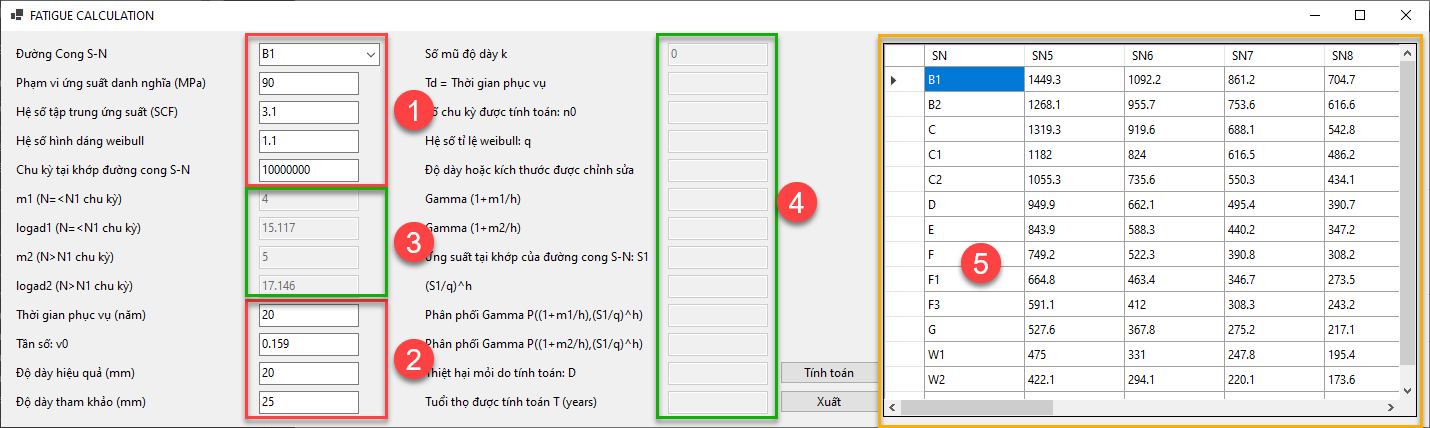 FATIGUE CALCULATION
Đường Cong S-N B1
Phạm vi ứng suất danh nghĩa (MPa) 90
Hệ số tập trung ứng suất (SCF) 3.1
Hệ số hình dáng weibull 1.1
Chu kỳ tại khớp đường cong S-N 10000000
1
m1 (N=<N1 chu kỳ) 4
logad1 (N=<N1 chu kỳ) 15.117
m2 (N>N1 chu kỳ) 5
logad2 (N>N1 chu kỳ) 17.146
3
Thời gian phục vụ (năm) 20
Tần số: v0 0.159
Độ dày hiệu quả (mm) 20
Độ dày tham khảo (mm) 25
2
Số mũ độ dày k 0
Td = Thời gian phục vụ
chu kỳ được tính toán: n0
Hệ số tỉ lệ weibull: q
Độ dày hoặc kích thước được chỉnh sửa
Gamma (1+m1/h)
Gamma (1+m2/h)
Ứng suất tại khớp của đường cong S-N: S1
(S1/q)^h
Phân phối Gamma P((1+m1/h),(S1/q)^h)
Phân phối Gamma P((1+m2/h),(S1/q)^h)
Thiệt hại mỏi do tính toán: D
Tuổi thọ được tính toán T (years)
4
Tính toán
Xuất
SN SN5 SN6 SN7 SN8
B1 1449.3 1092.2 861.2 704.7
B2 1268.1 955.7 753.6 616.6
C 1319.3 919.6 688.1 542.8
C1 1182 824 616.5 486.2
C2 1055.3 735.6 550.3 434.1
D 949.9 662.1 495.4 390.7
E 843.9 588.3 440.2 347.2
F 749.2 522.3 390.8 308.2
F1 664.8 463.4 346.7 273.5
F3 591.1 412 308.3 243.2
G 527.6 367.8 275.2 217.1
W1 475 331 247.8 195.4
W2 422.1 294.1 220.1 173.6
5